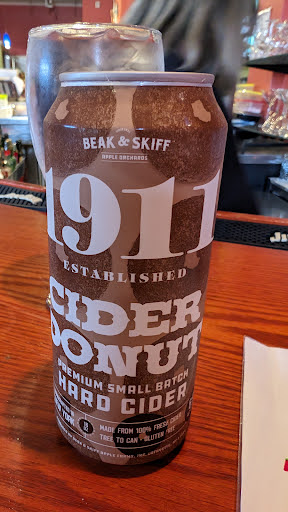 BEAK & SKIFF
APPLE ORCHARDS
1911
ESTABLISHED
CIDER
DONUT
PREMIUM SMALL BATCH
HARD CIDER
MADE FROM 100% FRESH
TREE TO CAN · GLUTEN FREE